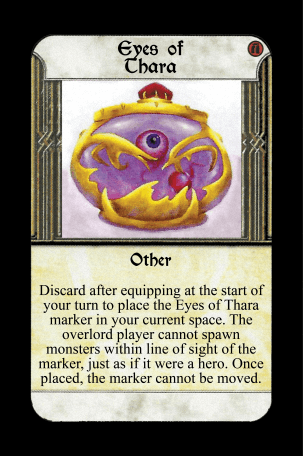 Eyes of
Thara
Other
Discard after equipping at the start of
your turn to place the Eyes of Thara
marker in your current space. The
overlord player cannot spawn
monsters within line of sight of the
marker, just as if it were a hero. Once
placed, the marker cannot be moved.